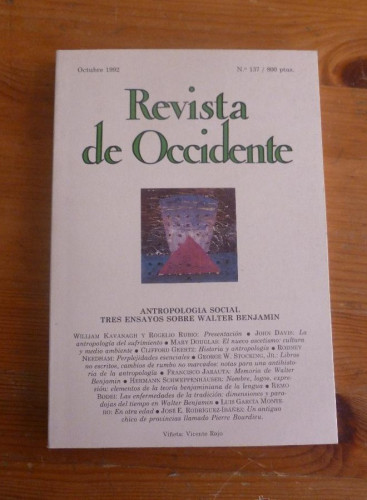 Octubre 1992 N.º 137 / 800 ptas.
Revista
de Occidente
ANTROPOLOGIA SOCIAL
TRES ENSAYOS SOBRE WALTER BENJAMIN
WILLIAM KAVANAGH Y ROGELIO RUBIO: Presentación ● JOHN DAVIS: La
antropología del sufrimiento ● MARY DOUGLAS: El nuevo ascetismo: cultura
y medio ambiente ● CLIFFORD GEERTZ: Historia y antropología ● RODNEY
NEEDHAM: Perplejidades esenciales ● GEORGE W. STOCKING, JR.: Libros
no escritos, cambios de rumbo no marcados: notas para una antihisto-
ria de la antropología ● FRANCISCO JARAUTA: Memoria de Walter
Benjamin ● HERMANN SCHWEPPENHÄUSER: Nombre, logos, expre-
sión: elementos de la teoría benjaminiana de la lengua ● REMO
BODEI: Las enfermedades de la tradición: dimensiones y para-
dojas del tiempo en Walter Benjamin ● LUIS GARCÍA MONTE-
RO: En otra edad ● JOSÉ E. RODRÍGUEZ-IBÁÑEZ: Un antiguo
chico de provincias llamado Pierre Bourdieu.
Viñeta: Vicente Rojo